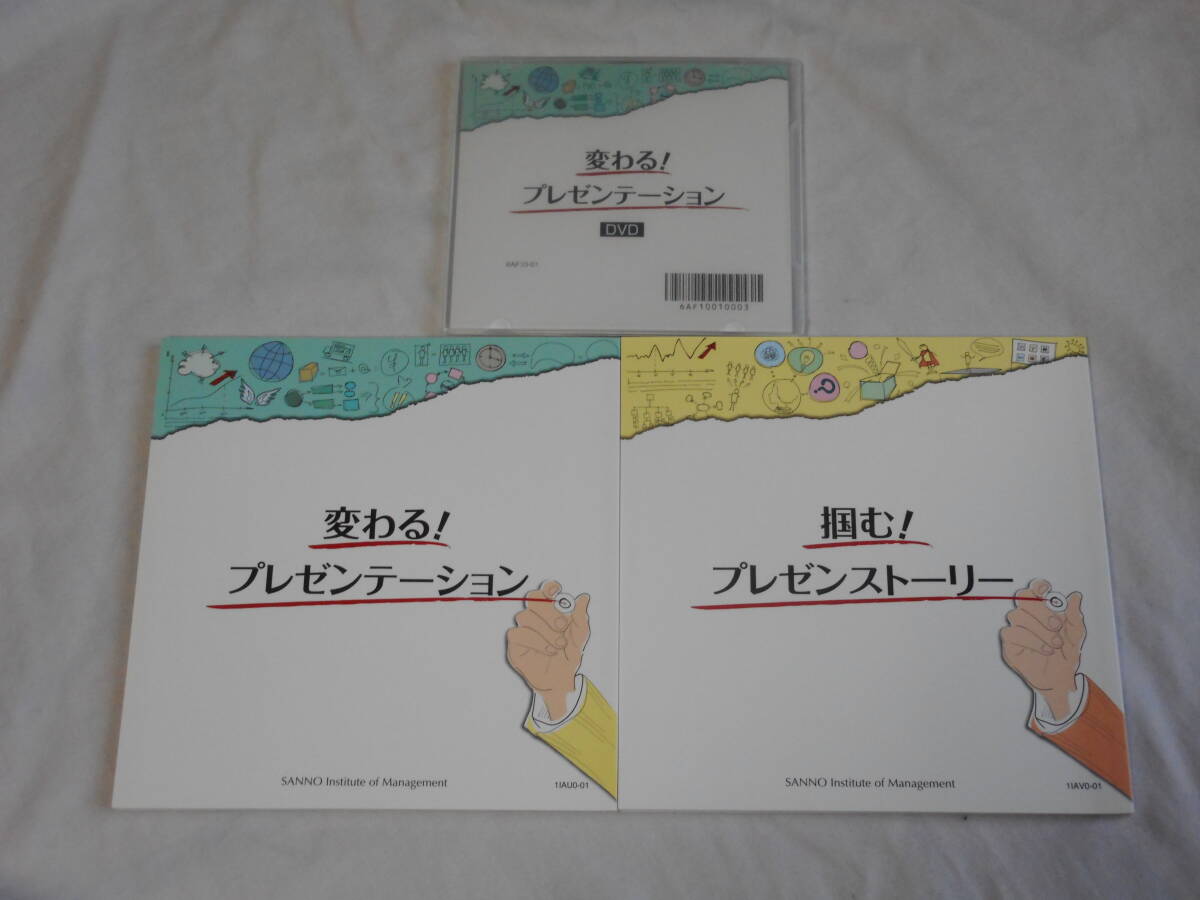 変わる!
プレゼンテーション
DVD
6AF10-01
6AF10010003
変わる!
プレゼンテーション
SANNO Institute of Management
1IAU0-01
掴む!
プレゼンストーリー
SANNO Institute of Management
1IAV0-01